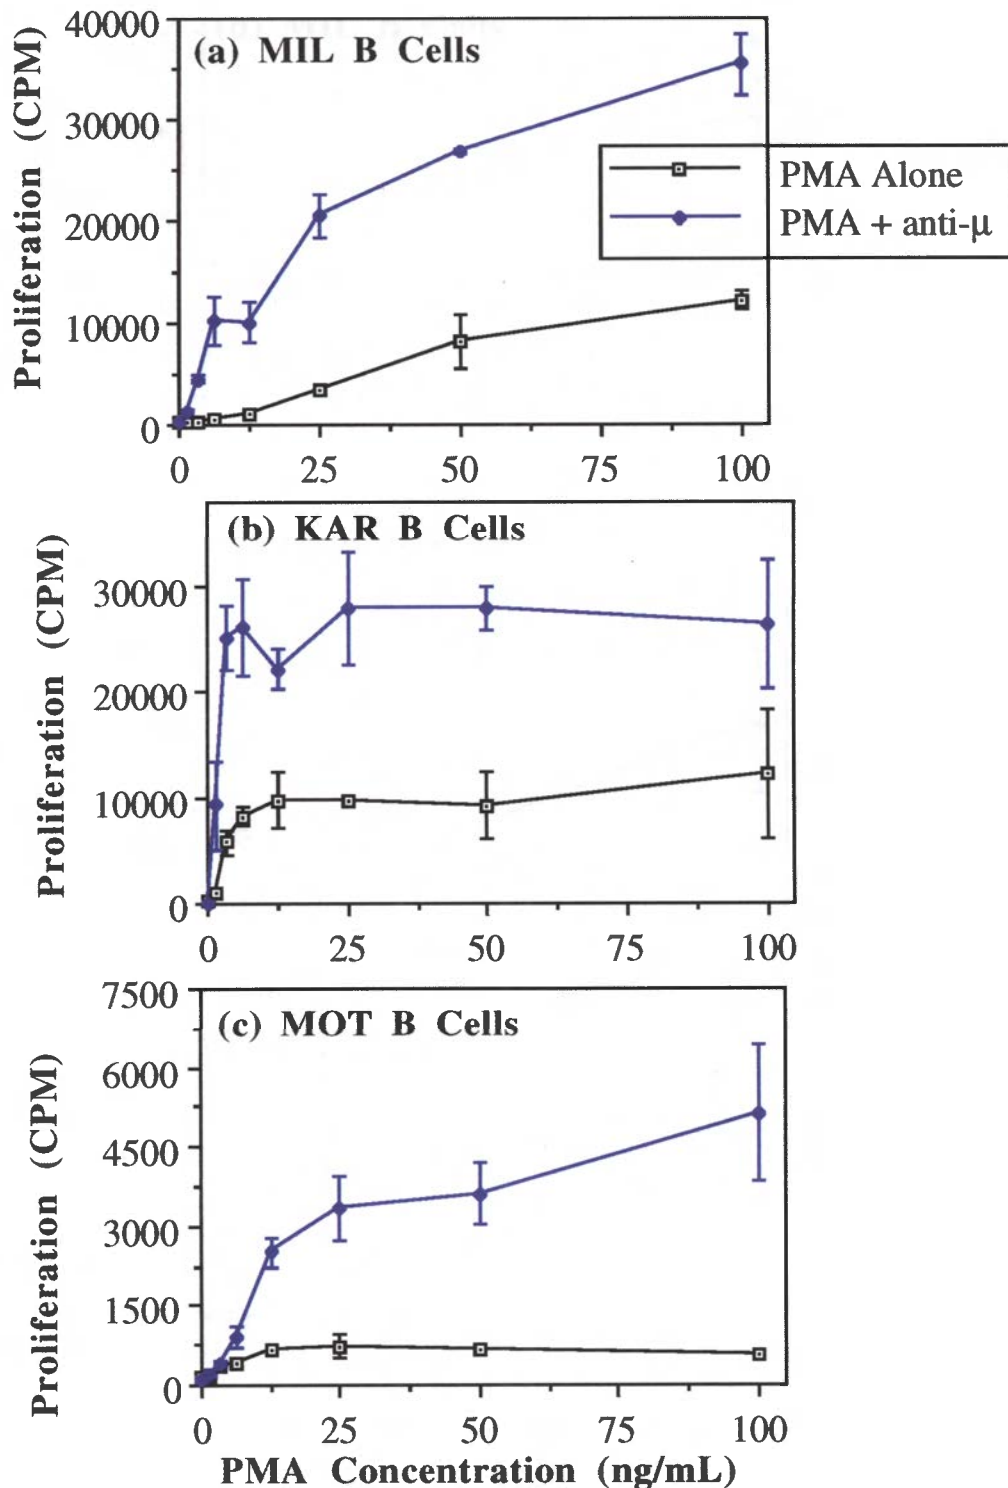 (a) MIL B Cells
Proliferation (CPM)
40000
30000
20000
10000
0
0 25 50 75 100
PMA Alone
PMA + anti-μ
(b) KAR B Cells
Proliferation (CPM)
30000
20000
10000
0
0 25 50 75 100
(c) MOT B Cells
Proliferation (CPM)
7500
6000
4500
3000
1500
0
0 25 50 75 100
PMA Concentration (ng/mL)